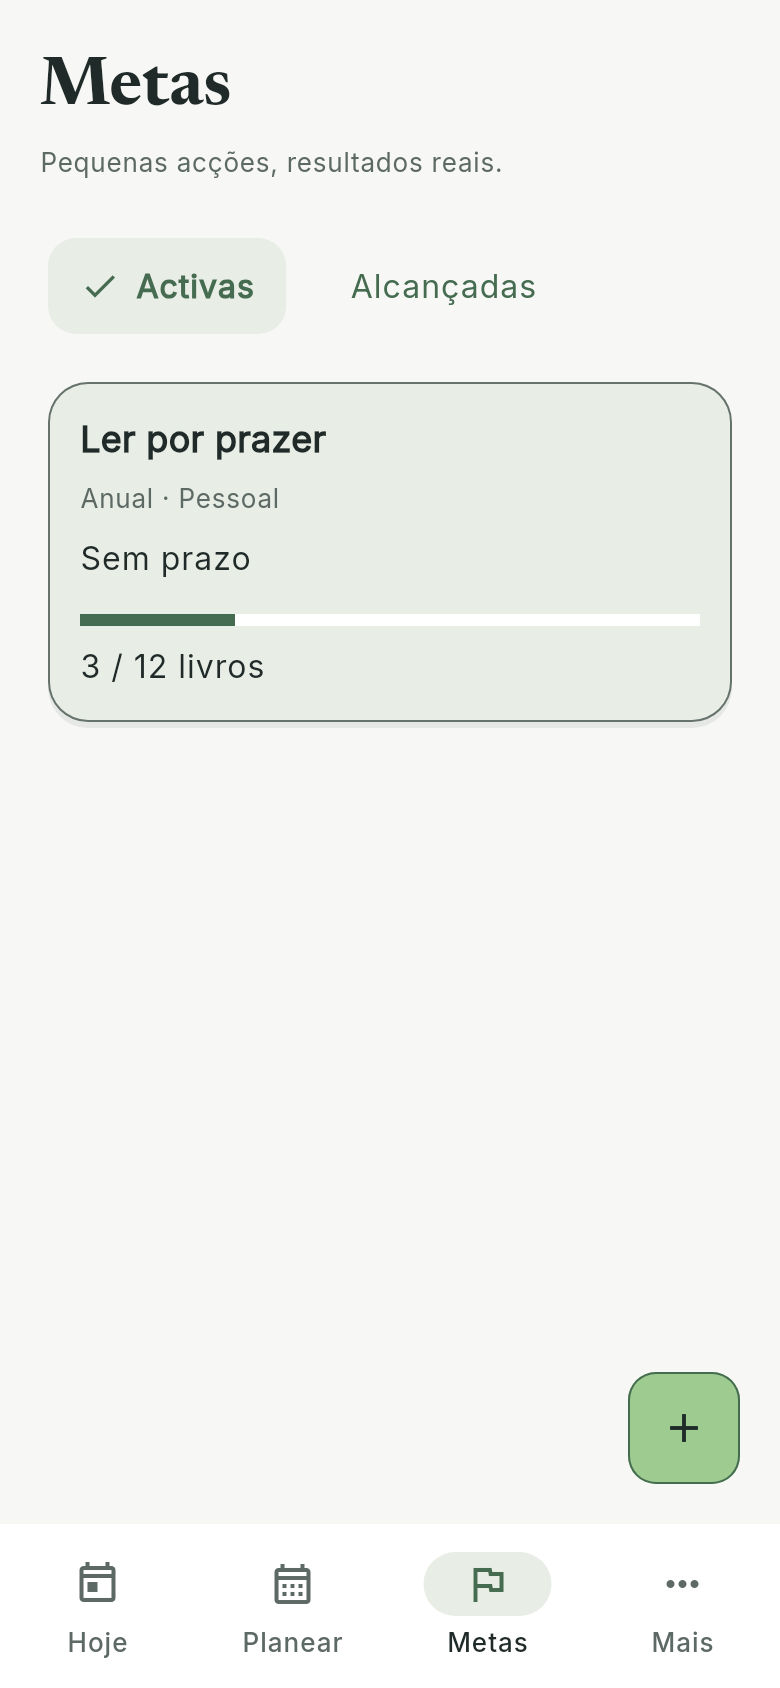 Metas
Pequenas acções, resultados reais.
Activas
Alcançadas
Ler por prazer
Anual · Pessoal
Sem prazo
3 / 12 livros
Hoje
Planear
Metas
Mais